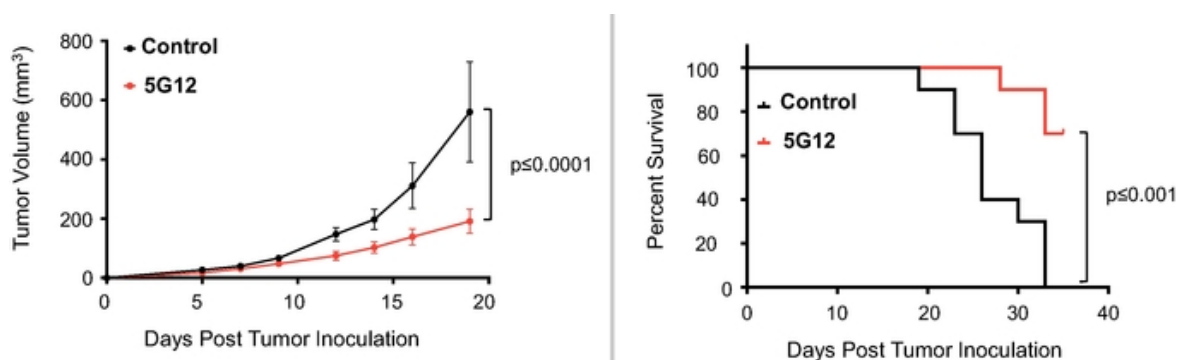 Tumor Volume (mm³)
800
600
400
200
0
Control
5G12
p≤0.0001
0 5 10 15 20
Days Post Tumor Inoculation
Percent Survival
100
80
60
40
20
0
Control
5G12
p≤0.001
0 10 20 30 40
Days Post Tumor Inoculation